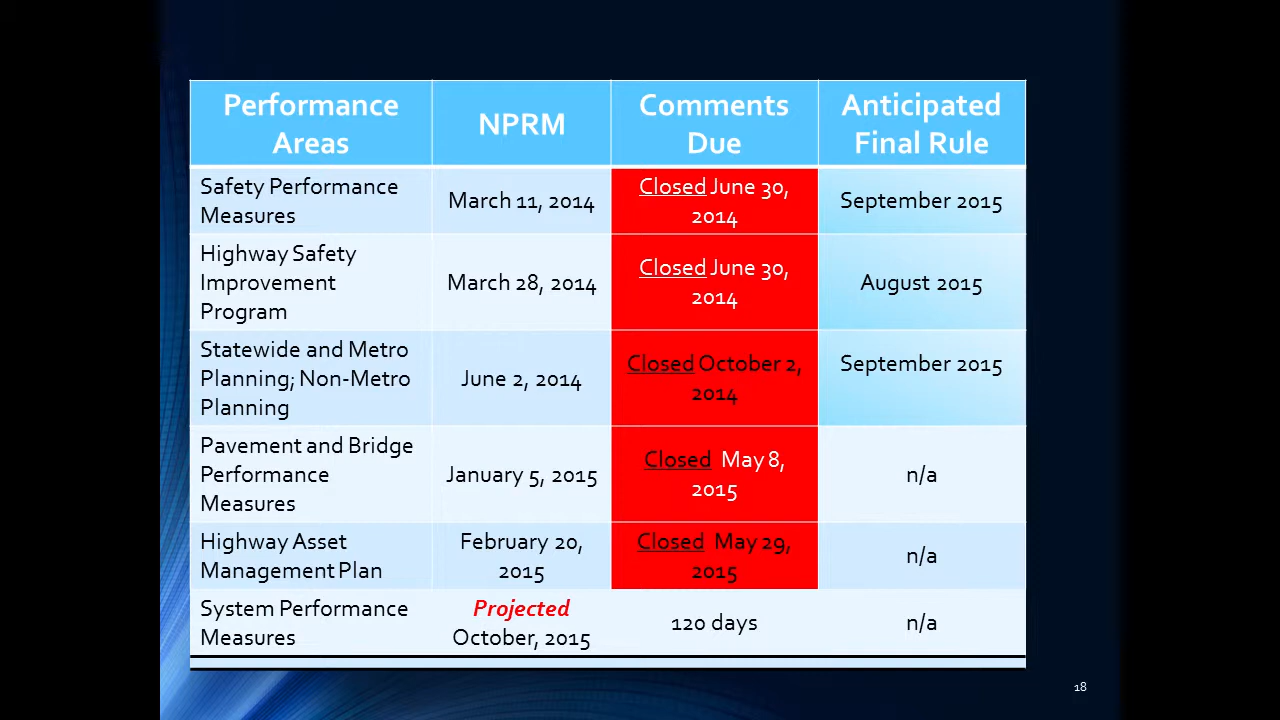 Performance Areas
NPRM
Comments Due
Anticipated Final Rule
Safety Performance Measures
March 11, 2014
Closed June 30, 2014
September 2015
Highway Safety Improvement Program
March 28, 2014
Closed June 30, 2014
August 2015
Statewide and Metro Planning; Non-Metro Planning
June 2, 2014
Closed October 2, 2014
September 2015
Pavement and Bridge Performance Measures
January 5, 2015
Closed May 8, 2015
n/a
Highway Asset Management Plan
February 20, 2015
Closed May 29, 2015
n/a
System Performance Measures
Projected October, 2015
120 days
n/a
18